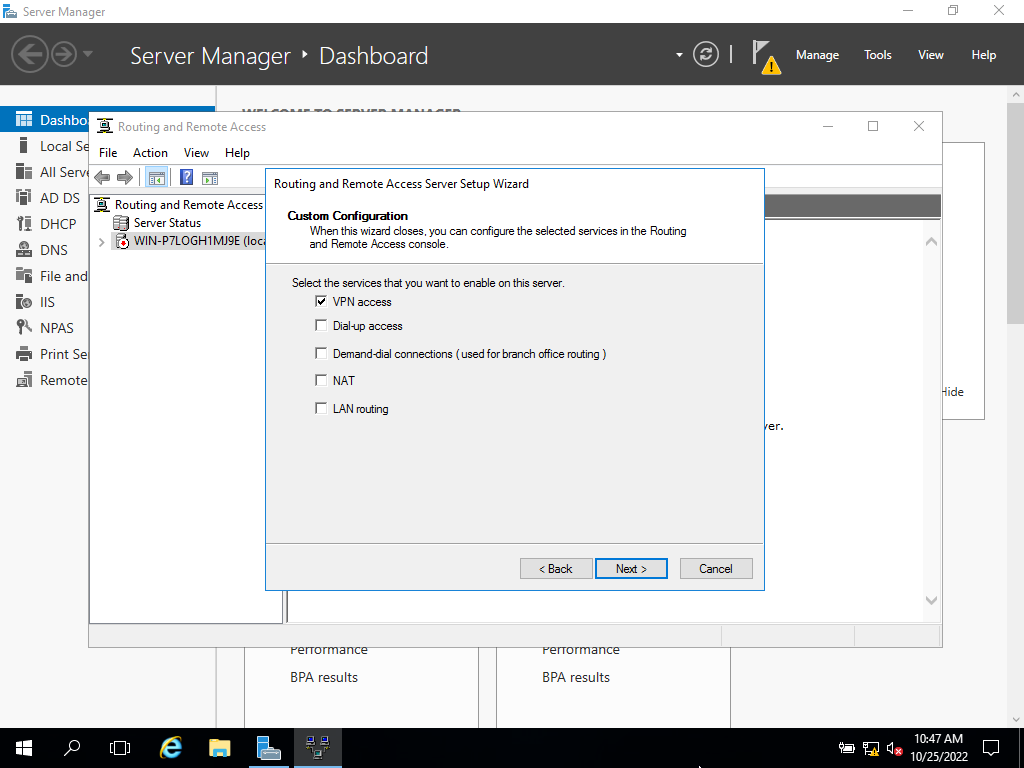 Server Manager
Server Manager ‣ Dashboard
Manage
Tools
View
Help
WELCOME TO SERVER MANAGER
Dashbo
Local Se
All Serve
AD DS
DHCP
DNS
File and
IIS
NPAS
Print Se
Remote
Routing and Remote Access
File
Action
View
Help
Routing and Remote Access
Server Status
WIN-P7LOGH1MJ9E (loca
Routing and Remote Access Server Setup Wizard
Custom Configuration
When this wizard closes, you can configure the selected services in the Routing
and Remote Access console.
Select the services that you want to enable on this server.
VPN access
Dial-up access
Demand-dial connections ( used for branch office routing )
NAT
LAN routing
< Back
Next >
Cancel
Hide
ver.
Performance
BPA results
Performance
BPA results
10:47 AM
10/25/2022